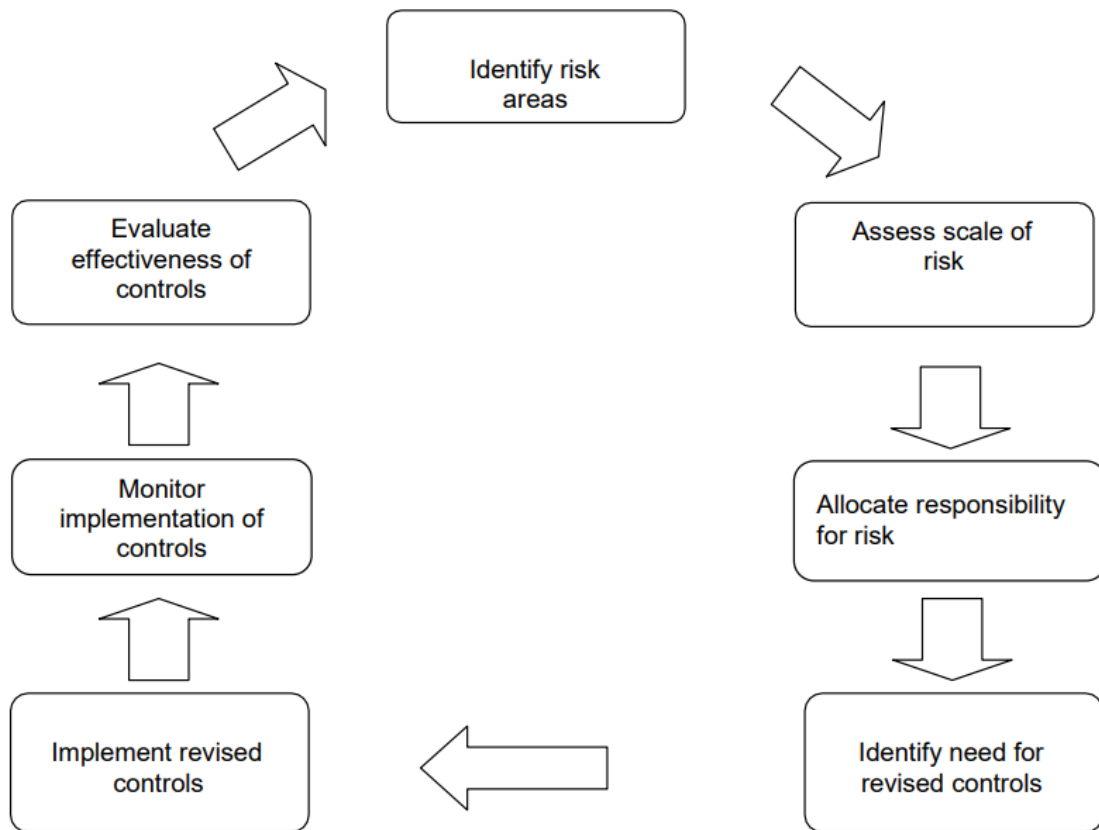 Identify risk
areas
Assess scale of
risk
Allocate responsibility
for risk
Identify need for
revised controls
Implement revised
controls
Monitor
implementation of
controls
Evaluate
effectiveness of
controls